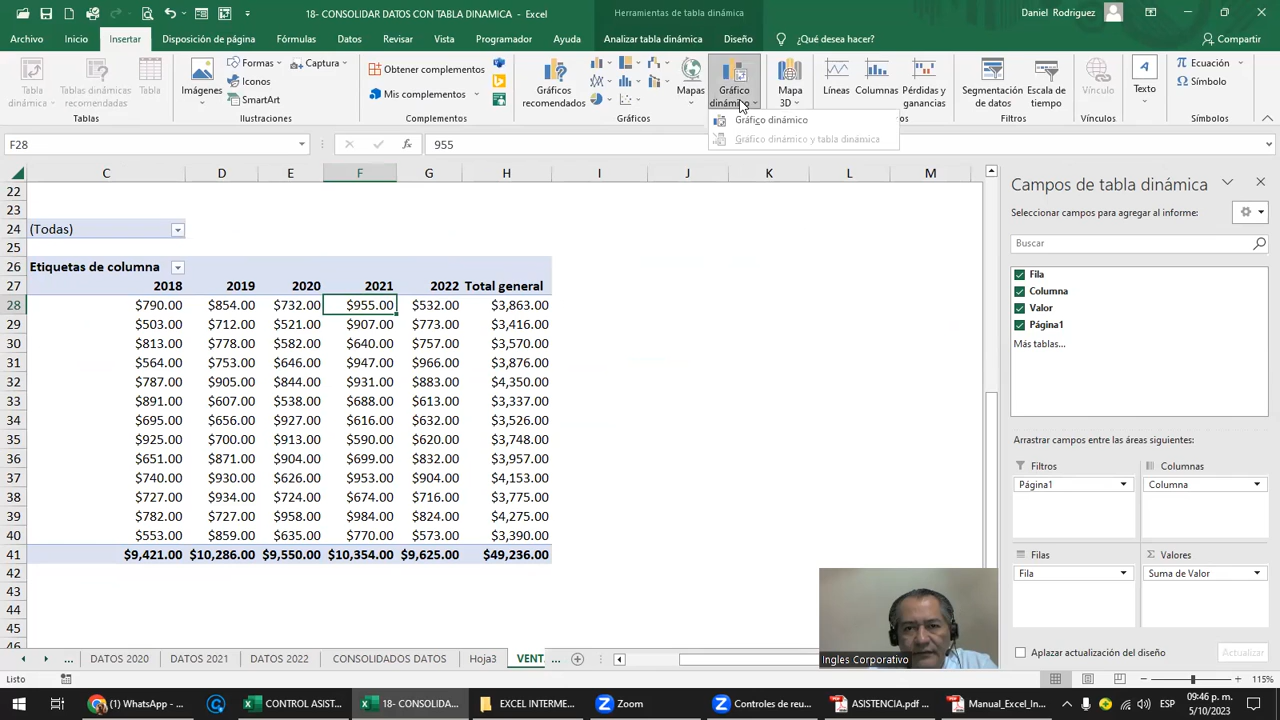 18- CONSOLIDAR DATOS CON TABLA DINAMICA - Excel
Herramientas de tabla dinámica
Daniel Rodriguez
Archivo Inicio Insertar Disposición de página Fórmulas Datos Revisar Vista Programador Ayuda Analizar tabla dinámica Diseño ¿Qué desea hacer? Compartir
Tabla dinámica
Tablas dinámicas recomendadas
Tabla
Tablas
Imágenes
Formas
Iconos
SmartArt
Captura
Ilustraciones
Obtener complementos
Mis complementos
Complementos
Gráficos recomendados
Mapas
Gráfico dinámico
Gráficos
Mapa 3D
Líneas
Columnas
Pérdidas y ganancias
Segmentación de datos
Escala de tiempo
Filtros
Vínculo
Vínculos
Texto
Ecuación
Símbolo
Símbolos
Gráfico dinámico
Gráfico dinámico y tabla dinámica
F28 fx 955
C D E F G H I J K L M
22
23
24 (Todas)
25
26 Etiquetas de columna
27 2018 2019 2020 2021 2022 Total general
28 $790.00 $854.00 $732.00 $955.00 $532.00 $3,863.00
29 $503.00 $712.00 $521.00 $907.00 $773.00 $3,416.00
30 $813.00 $778.00 $582.00 $640.00 $757.00 $3,570.00
31 $564.00 $753.00 $646.00 $947.00 $966.00 $3,876.00
32 $787.00 $905.00 $844.00 $931.00 $883.00 $4,350.00
33 $891.00 $607.00 $538.00 $688.00 $613.00 $3,337.00
34 $695.00 $656.00 $927.00 $616.00 $632.00 $3,526.00
35 $925.00 $700.00 $913.00 $590.00 $620.00 $3,748.00
36 $651.00 $871.00 $904.00 $699.00 $832.00 $3,957.00
37 $740.00 $930.00 $626.00 $953.00 $904.00 $4,153.00
38 $727.00 $934.00 $724.00 $674.00 $716.00 $3,775.00
39 $782.00 $727.00 $958.00 $984.00 $824.00 $4,275.00
40 $553.00 $859.00 $635.00 $770.00 $573.00 $3,390.00
41 $9,421.00 $10,286.00 $9,550.00 $10,354.00 $9,625.00 $49,236.00
42
43
44
45
Campos de tabla dinámica
Seleccionar campos para agregar al informe:
Buscar
Fila
Columna
Valor
Página1
Más tablas...
Arrastrar campos entre las áreas siguientes:
Filtros
Columnas
Página1
Columna
Filas
Σ Valores
Fila
Suma de Valor
Aplazar actualización del diseño Actualizar
Ingles Corporativo
... DATOS 2020 DATOS 2021 DATOS 2022 CONSOLIDADOS DATOS Hoja3 VENT. ...
Listo
115%
(1) WhatsApp - ...
CONTROL ASIST...
18- CONSOLIDA...
EXCEL INTERME...
Zoom
Controles de reu...
ASISTENCIA.pdf ...
Manual_Excel_In...
ESP
09:46 p. m.
5/10/2023